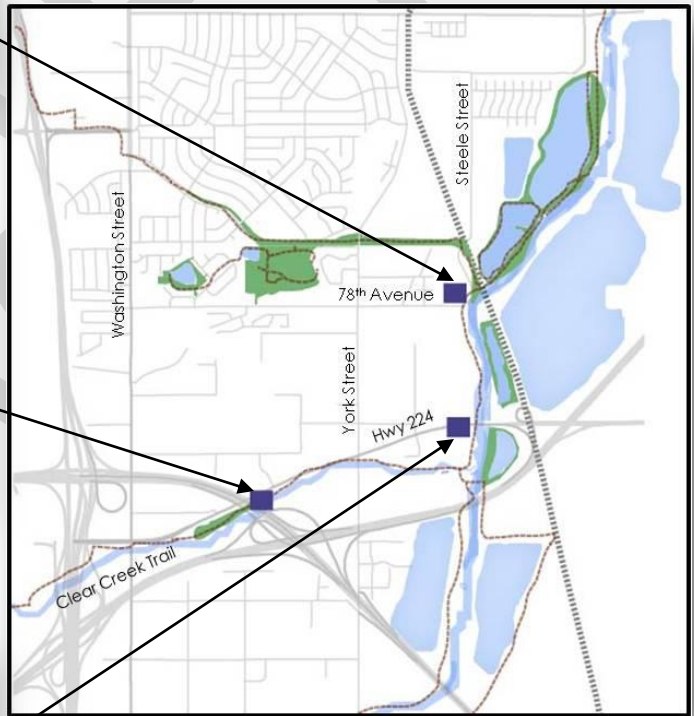 Steele Street
Washington Street
78th Avenue
York Street
Hwy 224
Clear Creek Trail